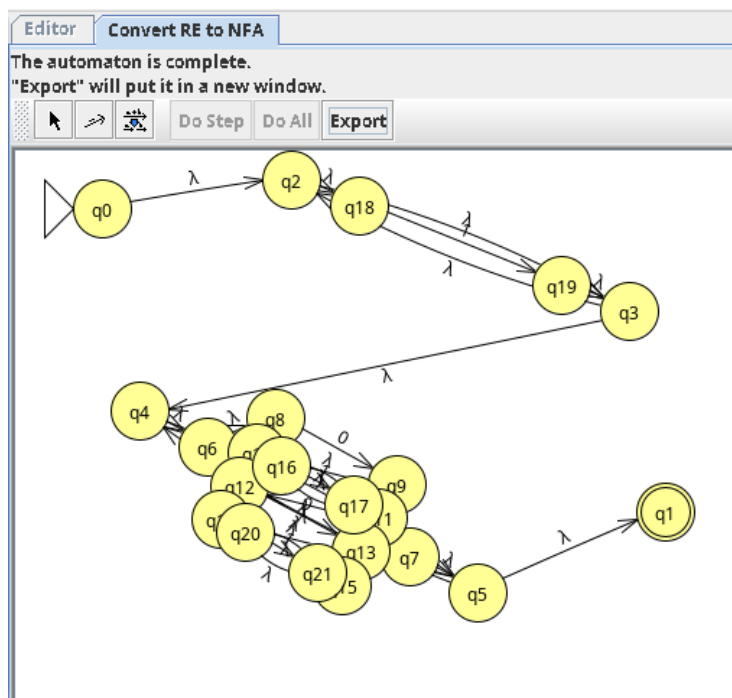 Editor Convert RE to NFA
The automaton is complete.
"Export" will put it in a new window.
Do Step Do All Export
λ
q2 λ
q0 q18
λ
λ
q19 λ
q3
λ
q4 λ q8
q6 λ 0
q16 λ q9
q12 q17
q20 q13 q7 λ
λ q21 q5 λ q1